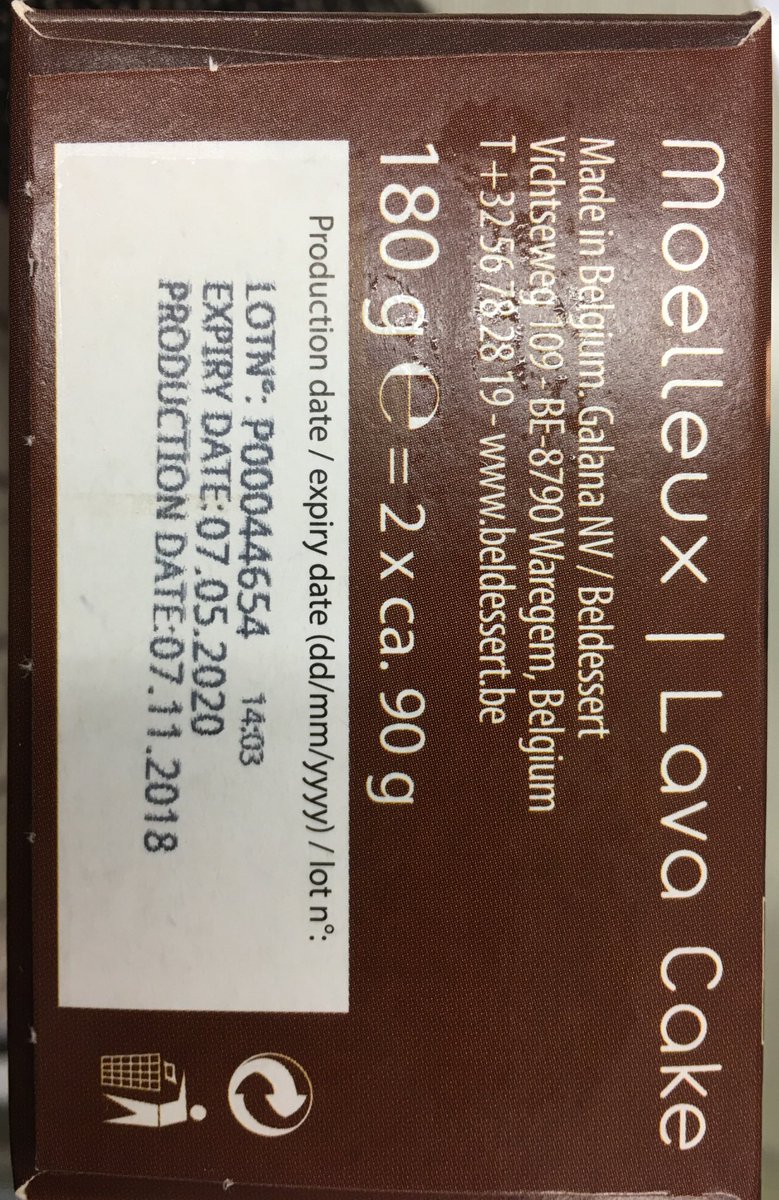 moelleux | Lava Cake
Made in Belgium. Galana NV / Beldessert
Vichtseweg 109 - BE-8790 Waregem, Belgium
T +32 56 78 28 19 - www.beldessert.be
180 g e = 2 x ca. 90 g
Production date / expiry date (dd/mm/yyyy) / lot n°:
LOTN°: P00044654 14:03
EXPIRY DATE:07.05.2020
PRODUCTION DATE:07.11.2018